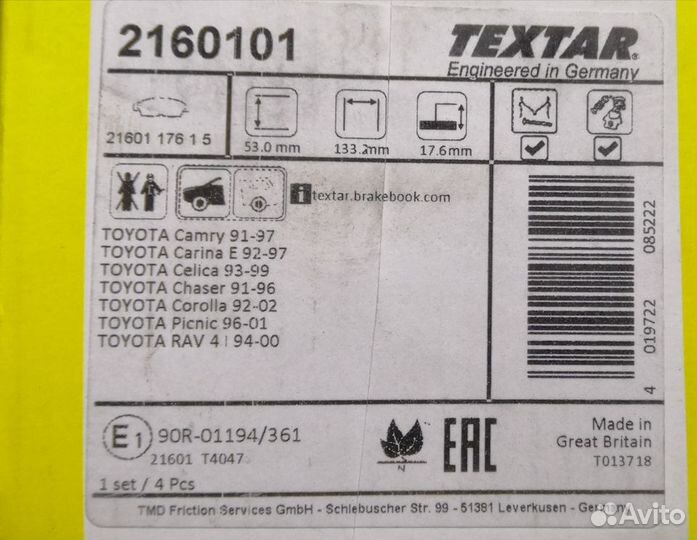 2160101
TEXTAR
Engineered in Germany
21601 176 1 5
53.0 mm
133.2mm
17.6mm
i textar.brakebook.com
TOYOTA Camry 91-97
TOYOTA Carina E 92-97
TOYOTA Celica 93-99
TOYOTA Chaser 91-96
TOYOTA Corolla 92-02
TOYOTA Picnic 96-01
TOYOTA RAV 4 I 94-00
4 019722 085222
E1 90R-01194/361
21601 T4047
N
EAC
Made in
Great Britain
T013718
1 set / 4 Pcs
TMD Friction Services GmbH - Schlebuscher Str. 99 - 51381 Leverkusen - Germany
Avito